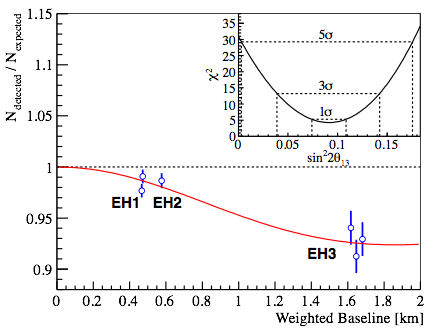 N detected / N expected
1.15
1.1
1.05
1
0.95
0.9
EH1
EH2
EH3
0 0.2 0.4 0.6 0.8 1 1.2 1.4 1.6 1.8 2
Weighted Baseline [km]
χ²
35
30
25
20
15
10
5
0
5σ
3σ
1σ
0 0.05 0.1 0.15
sin²2θ₁₃